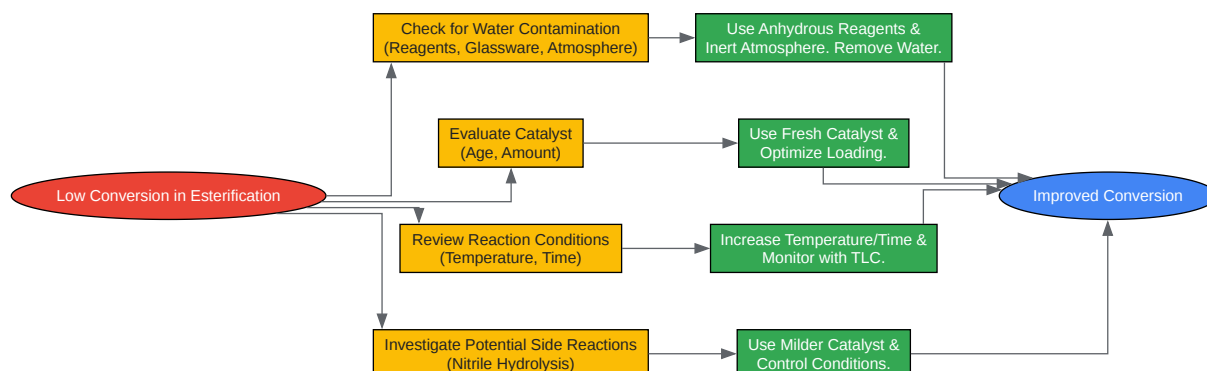 Check for Water Contamination
(Reagents, Glassware, Atmosphere)
Use Anhydrous Reagents &
Inert Atmosphere. Remove Water.
Evaluate Catalyst
(Age, Amount)
Use Fresh Catalyst &
Optimize Loading.
Low Conversion in Esterification
Improved Conversion
Review Reaction Conditions
(Temperature, Time)
Increase Temperature/Time &
Monitor with TLC.
Investigate Potential Side Reactions
(Nitrile Hydrolysis)
Use Milder Catalyst &
Control Conditions.